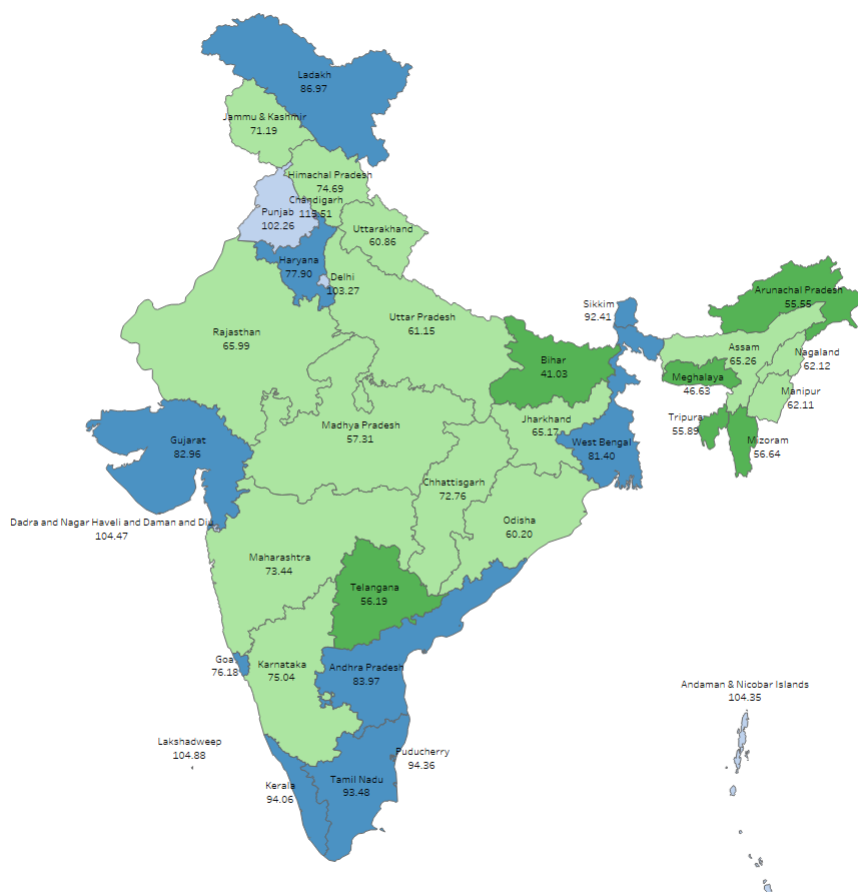 Ladakh
86.97
Jammu & Kashmir
71.19
Himachal Pradesh
74.69
Chandigarh
115.51
Punjab
102.26
Uttarakhand
60.86
Haryana
77.90
Delhi
103.27
Arunachal Pradesh
55.55
Sikkim
92.41
Rajasthan
65.99
Uttar Pradesh
61.15
Bihar
41.03
Assam
65.26
Nagaland
62.12
Meghalaya
46.63
Manipur
62.11
Tripura
55.89
Mizoram
56.64
Jharkhand
65.17
Madhya Pradesh
57.31
West Bengal
81.40
Gujarat
82.96
Chhattisgarh
72.76
Dadra and Nagar Haveli and Daman and Diu
104.47
Odisha
60.20
Maharashtra
73.44
Telangana
56.19
Goa
76.18
Karnataka
75.04
Andhra Pradesh
83.97
Andaman & Nicobar Islands
104.35
Lakshadweep
104.88
Puducherry
94.36
Kerala
94.06
Tamil Nadu
93.48